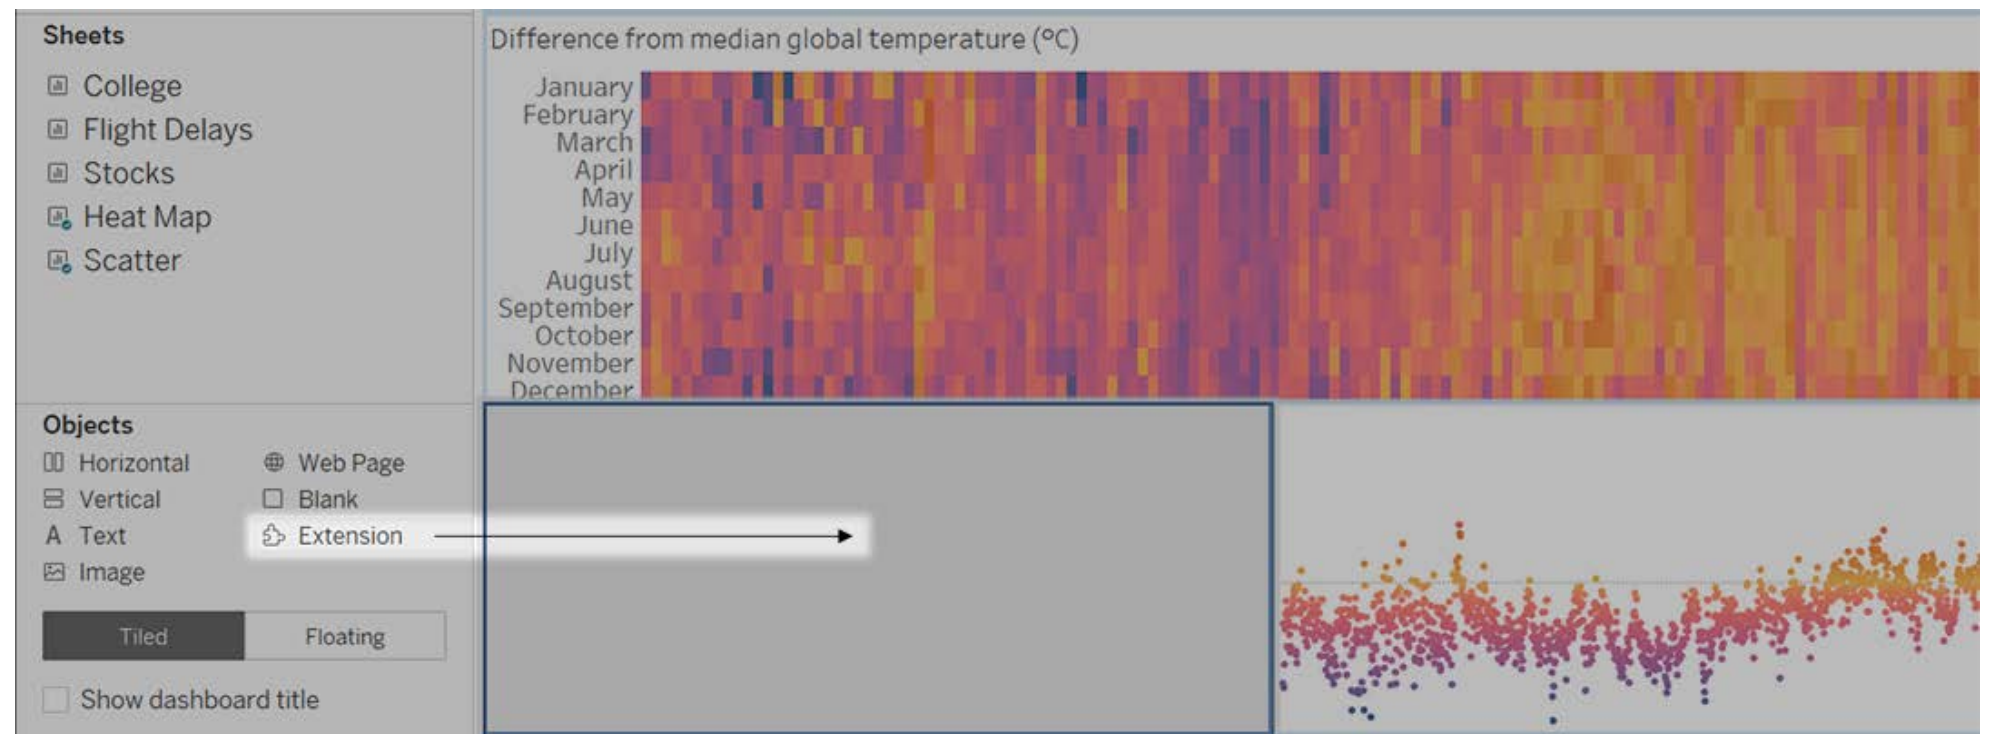 Sheets
College
Flight Delays
Stocks
Heat Map
Scatter
Objects
Horizontal
Web Page
Vertical
Blank
A Text
Extension
Image
Tiled
Floating
Show dashboard title
Difference from median global temperature (°C)
January
February
March
April
May
June
July
August
September
October
November
December